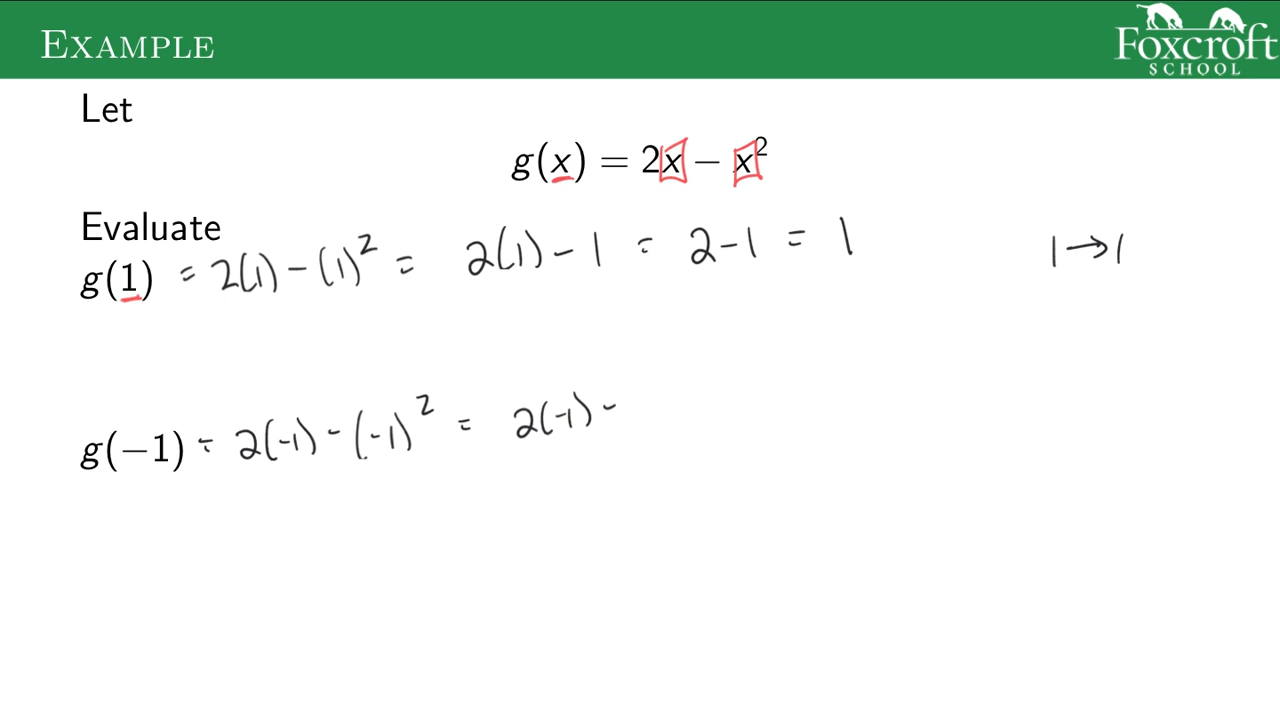 EXAMPLE
Foxcroft
SCHOOL
Let
g(x) = 2x − x²
Evaluate
g(1) = 2(1) − (1)² = 2(1) − 1 = 2 − 1 = 1
1 → 1
g(−1) = 2(−1) − (−1)² = 2(−1) −